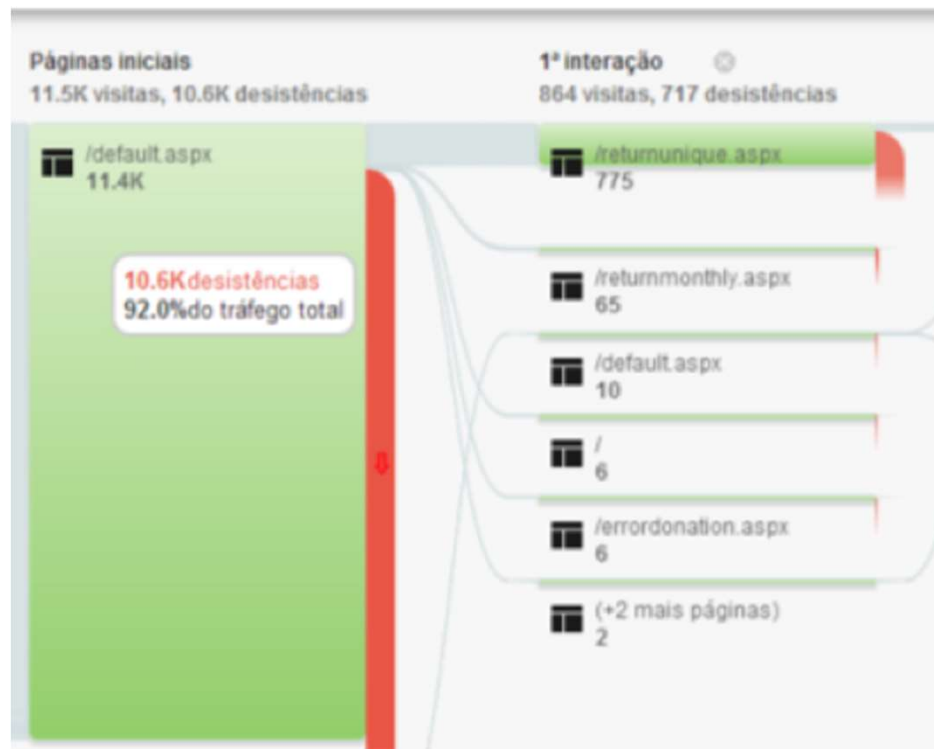 Páginas iniciais
11.5K visitas, 10.6K desistências
/default.aspx
11.4K
10.6Kdesistências
92.0%do tráfego total
1ª interação
864 visitas, 717 desistências
/returnunique.aspx
775
/returnmonthly.aspx
65
/default.aspx
10
/
6
/errordonation.aspx
6
(+2 mais páginas)
2